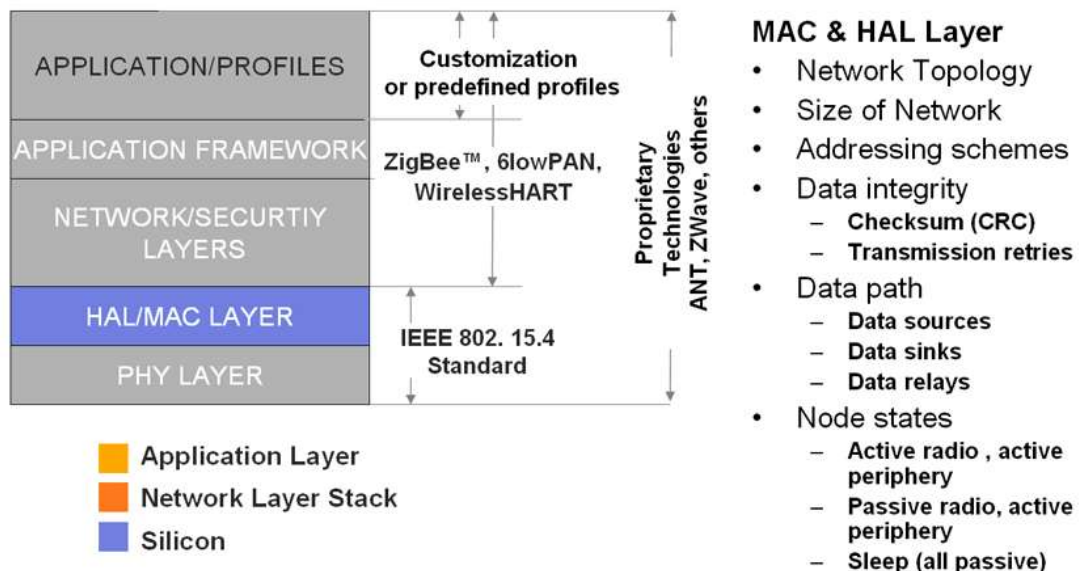 APPLICATION/PROFILES
APPLICATION FRAMEWORK
NETWORK/SECURTIY
LAYERS
HAL/MAC LAYER
PHY LAYER
Customization
or predefined profiles
ZigBee™, 6lowPAN,
WirelessHART
IEEE 802. 15.4
Standard
Proprietary
Technologies
ANT, ZWave, others
Application Layer
Network Layer Stack
Silicon
MAC & HAL Layer
• Network Topology
• Size of Network
• Addressing schemes
• Data integrity
– Checksum (CRC)
– Transmission retries
• Data path
– Data sources
– Data sinks
– Data relays
• Node states
– Active radio , active
periphery
– Passive radio, active
periphery
– Sleep (all passive)